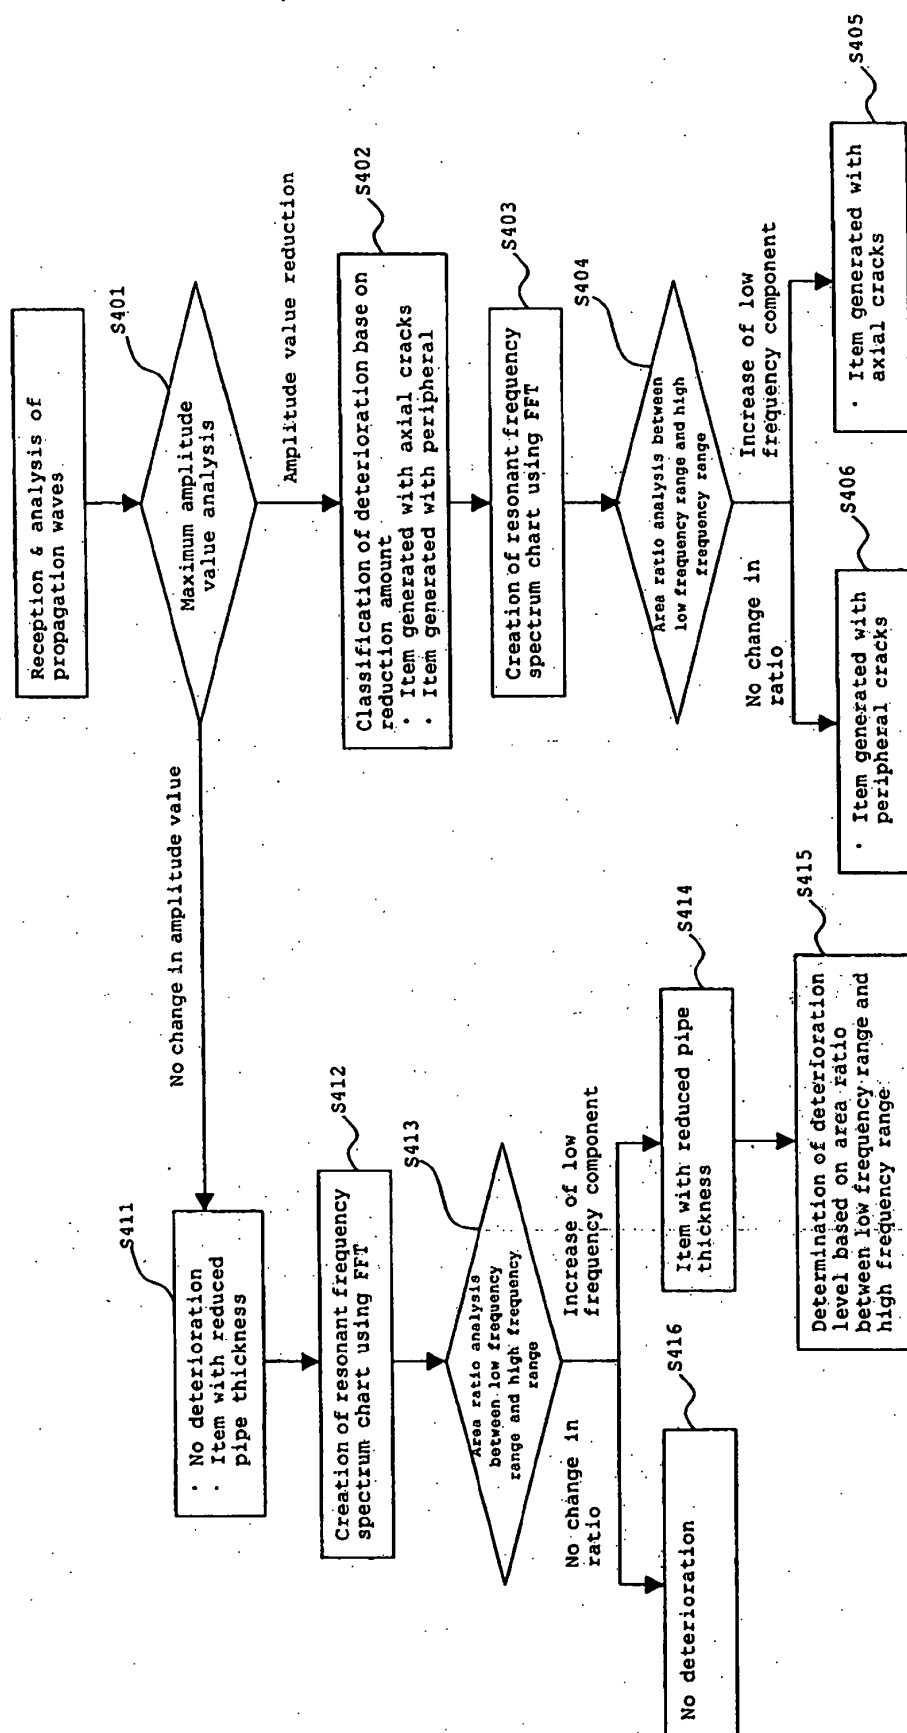 Reception & analysis of
propagation waves
S401
Maximum amplitude
value analysis
Amplitude value reduction
No change in amplitude value
S402
Classification of deterioration base on
reduction amount
· Item generated with axial cracks
· Item generated with peripheral
S403
Creation of resonant frequency
spectrum chart using FFT
S404
Area ratio analysis between
low frequency range and high
frequency range
No change in
ratio
Increase of low
frequency component
S405
· Item generated with
axial cracks
S406
· Item generated with
peripheral cracks
S411
· No deterioration
· Item with reduced
pipe thickness
S412
Creation of resonant frequency
spectrum chart using FFT
S413
Area ratio analysis
between low frequency
range and high frequency
range
No change in
ratio
Increase of low
frequency component
S414
Item with reduced pipe
thickness
S415
Determination of deterioration
level based on area ratio
between low frequency range and
high frequency range
S416
No deterioration